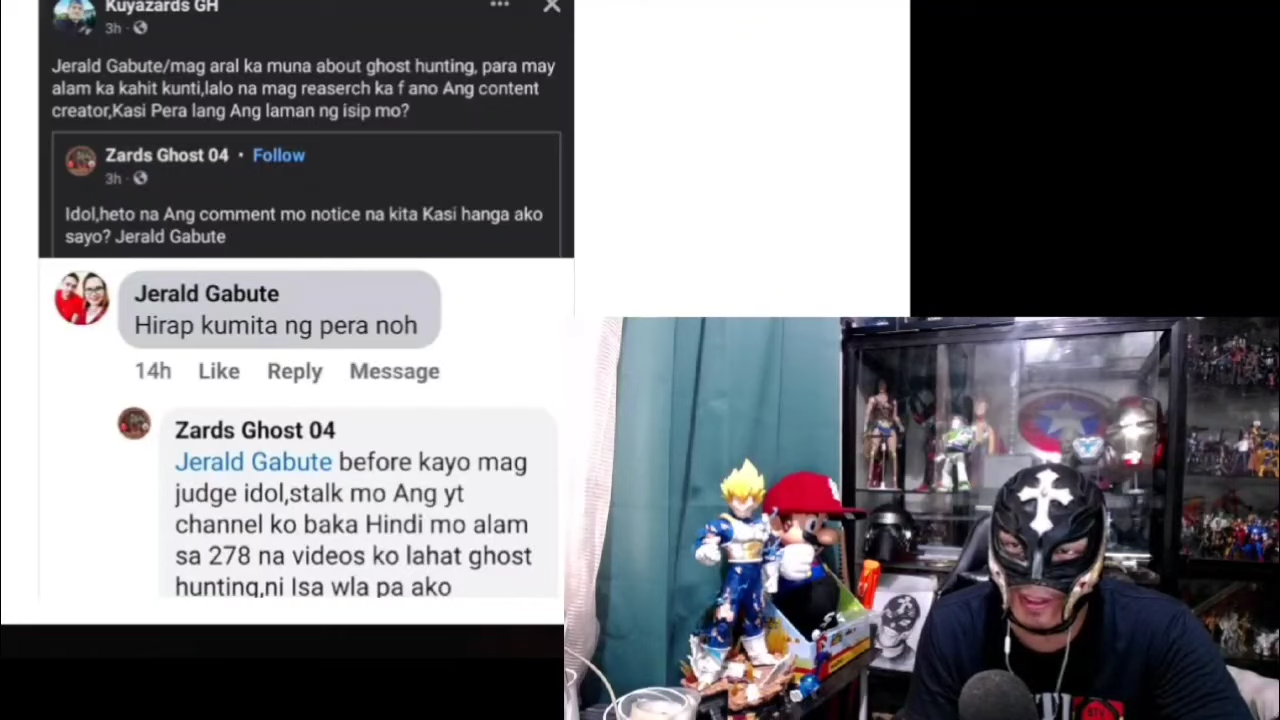 Kuyazards GH
3h
Jerald Gabute/mag aral ka muna about ghost hunting, para may
alam ka kahit kunti,lalo na mag reaserch ka f ano Ang content
creator,Kasi Pera lang Ang laman ng isip mo?
Zards Ghost 04 • Follow
3h
Idol,heto na Ang comment mo notice na kita Kasi hanga ako
sayo? Jerald Gabute
Jerald Gabute
Hirap kumita ng pera noh
14h Like Reply Message
Zards Ghost 04
Jerald Gabute before kayo mag
judge idol,stalk mo Ang yt
channel ko baka Hindi mo alam
sa 278 na videos ko lahat ghost
hunting,ni Isa wla pa ako